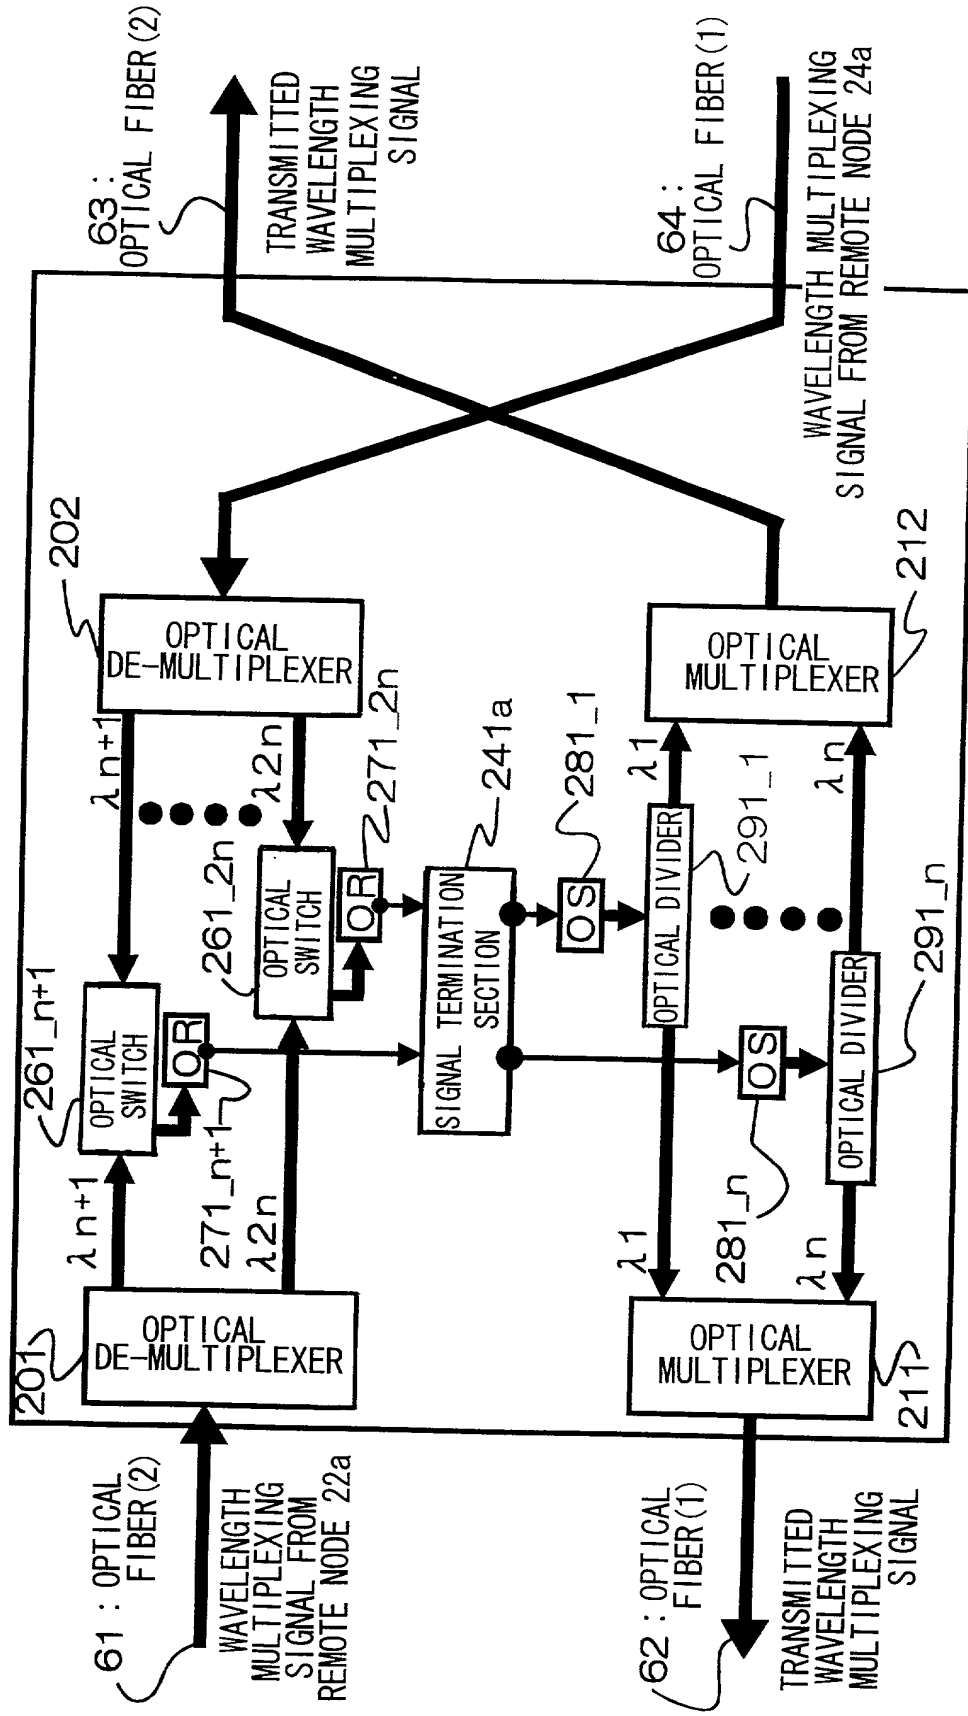 61 : OPTICAL
FIBER(2)
WAVELENGTH
MULTIPLEXING
SIGNAL FROM
REMOTE NODE 22a
201
OPTICAL
DE-MULTIPLEXER
λn+1
λ2n
261_n+1
OPTICAL
SWITCH
OR
271_n+1
261_2n
OPTICAL
SWITCH
OR
271_2n
λn+1
λ2n
202
OPTICAL
DE-MULTIPLEXER
63 :
OPTICAL FIBER(2)
TRANSMITTED
WAVELENGTH
MULTIPLEXING
SIGNAL
SIGNAL TERMINATION
SECTION
241a
OS
281_1
OS
281_n
62 : OPTICAL
FIBER(1)
TRANSMITTED
WAVELENGTH
MULTIPLEXING
SIGNAL
OPTICAL
MULTIPLEXER
211
λ1
λn
OPTICAL DIVIDER
291_1
OPTICAL DIVIDER
291_n
λ1
λn
OPTICAL
MULTIPLEXER
212
64 :
OPTICAL FIBER(1)
WAVELENGTH MULTIPLEXING
SIGNAL FROM REMOTE NODE 24a